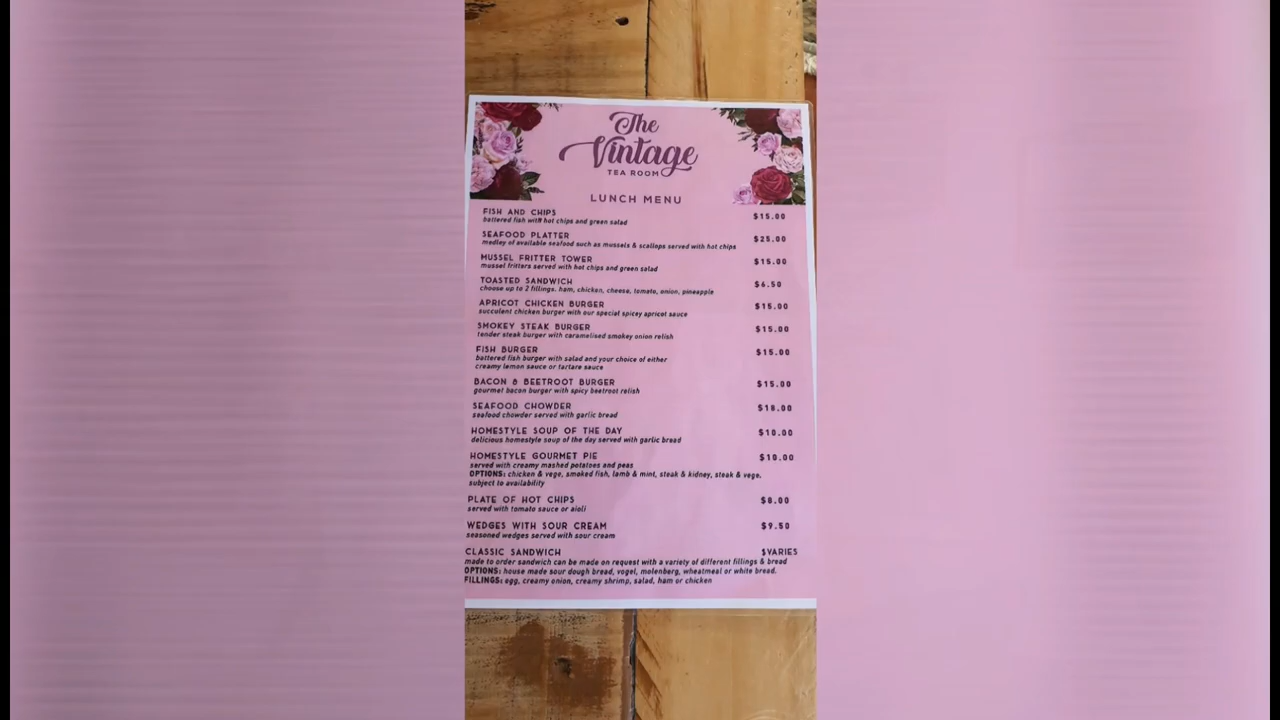 The
Vintage
TEA ROOM
LUNCH MENU
FISH AND CHIPS $15.00
battered fish with hot chips and green salad
SEAFOOD PLATTER $25.00
medley of available seafood such as mussels & scallops served with hot chips
MUSSEL FRITTER TOWER $15.00
mussel fritters served with hot chips and green salad
TOASTED SANDWICH $6.50
choose up to 2 fillings. ham, chicken, cheese, tomato, onion, pineapple
APRICOT CHICKEN BURGER $15.00
succulent chicken burger with our special spicey apricot sauce
SMOKEY STEAK BURGER $15.00
tender steak burger with caramelised smokey onion relish
FISH BURGER $15.00
battered fish burger with salad and your choice of either
creamy lemon sauce or tartare sauce
BACON & BEETROOT BURGER $15.00
gourmet bacon burger with spicy beetroot relish
SEAFOOD CHOWDER
seafood chowder served with garlic bread
HOMESTYLE SOUP OF THE DAY $10.00
delicious homestyle soup of the day served with garlic bread
HOMESTYLE GOURMET PIE $10.00
served with creamy mashed potatoes and peas
OPTIONS: chicken & vege, smoked fish, lamb & mint, steak & kidney, steak & vege.
subject to availability
PLATE OF HOT CHIPS $8.00
served with tomato sauce or aioli
WEDGES WITH SOUR CREAM $9.50
seasoned wedges served with sour cream
CLASSIC SANDWICH $VARIES
made to order sandwich can be made on request with a variety of different fillings & bread
OPTIONS: house made sour dough bread, vogel, molenberg, wheatmeal or white bread.
FILLINGS: egg, creamy onion, creamy shrimp, salad, ham or chicken